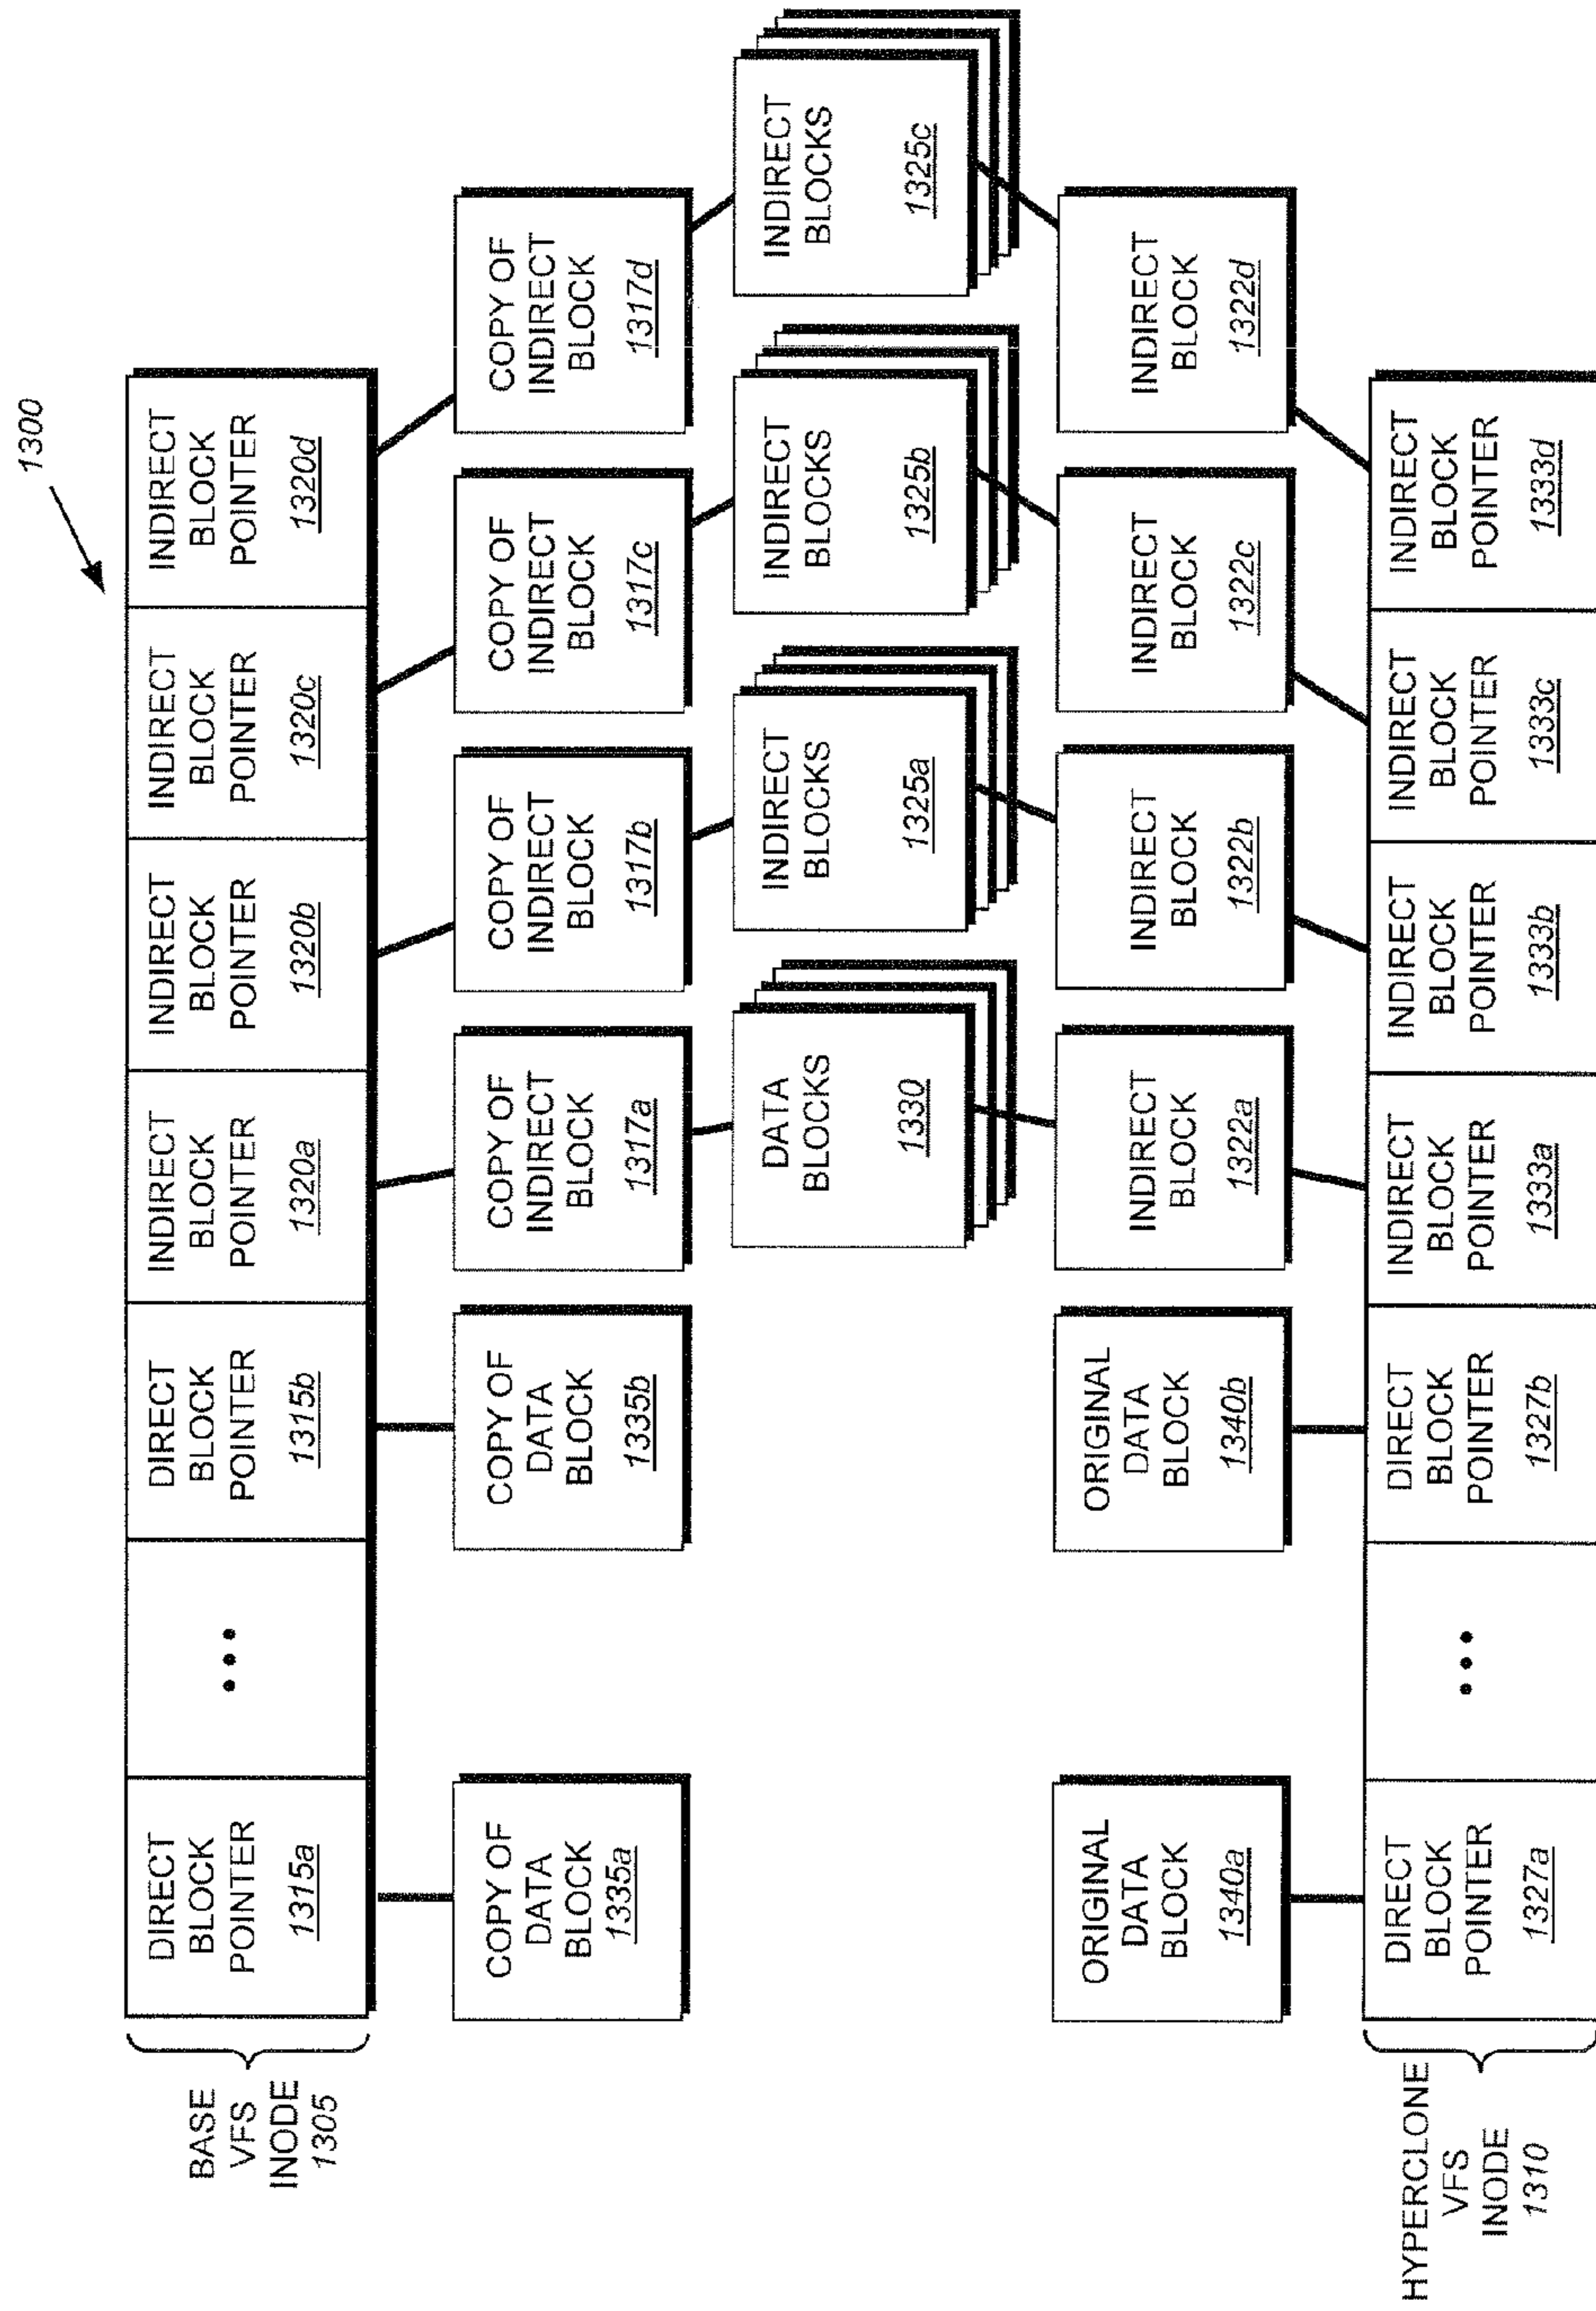 1300
BASE
VFS
INODE
1305
DIRECT
BLOCK
POINTER
1315a
...
DIRECT
BLOCK
POINTER
1315b
INDIRECT
BLOCK
POINTER
1320a
INDIRECT
BLOCK
POINTER
1320b
INDIRECT
BLOCK
POINTER
1320c
INDIRECT
BLOCK
POINTER
1320d
COPY OF
DATA
BLOCK
1335a
COPY OF
DATA
BLOCK
1335b
COPY OF
INDIRECT
BLOCK
1317a
COPY OF
INDIRECT
BLOCK
1317b
COPY OF
INDIRECT
BLOCK
1317c
COPY OF
INDIRECT
BLOCK
1317d
DATA
BLOCKS
1330
INDIRECT
BLOCKS
1325a
INDIRECT
BLOCKS
1325b
INDIRECT
BLOCKS
1325c
ORIGINAL
DATA
BLOCK
1340a
ORIGINAL
DATA
BLOCK
1340b
INDIRECT
BLOCK
1322a
INDIRECT
BLOCK
1322b
INDIRECT
BLOCK
1322c
INDIRECT
BLOCK
1322d
HYPERCLONE
VFS
INODE
1310
DIRECT
BLOCK
POINTER
1327a
...
DIRECT
BLOCK
POINTER
1327b
INDIRECT
BLOCK
POINTER
1333a
INDIRECT
BLOCK
POINTER
1333b
INDIRECT
BLOCK
POINTER
1333c
INDIRECT
BLOCK
POINTER
1333d